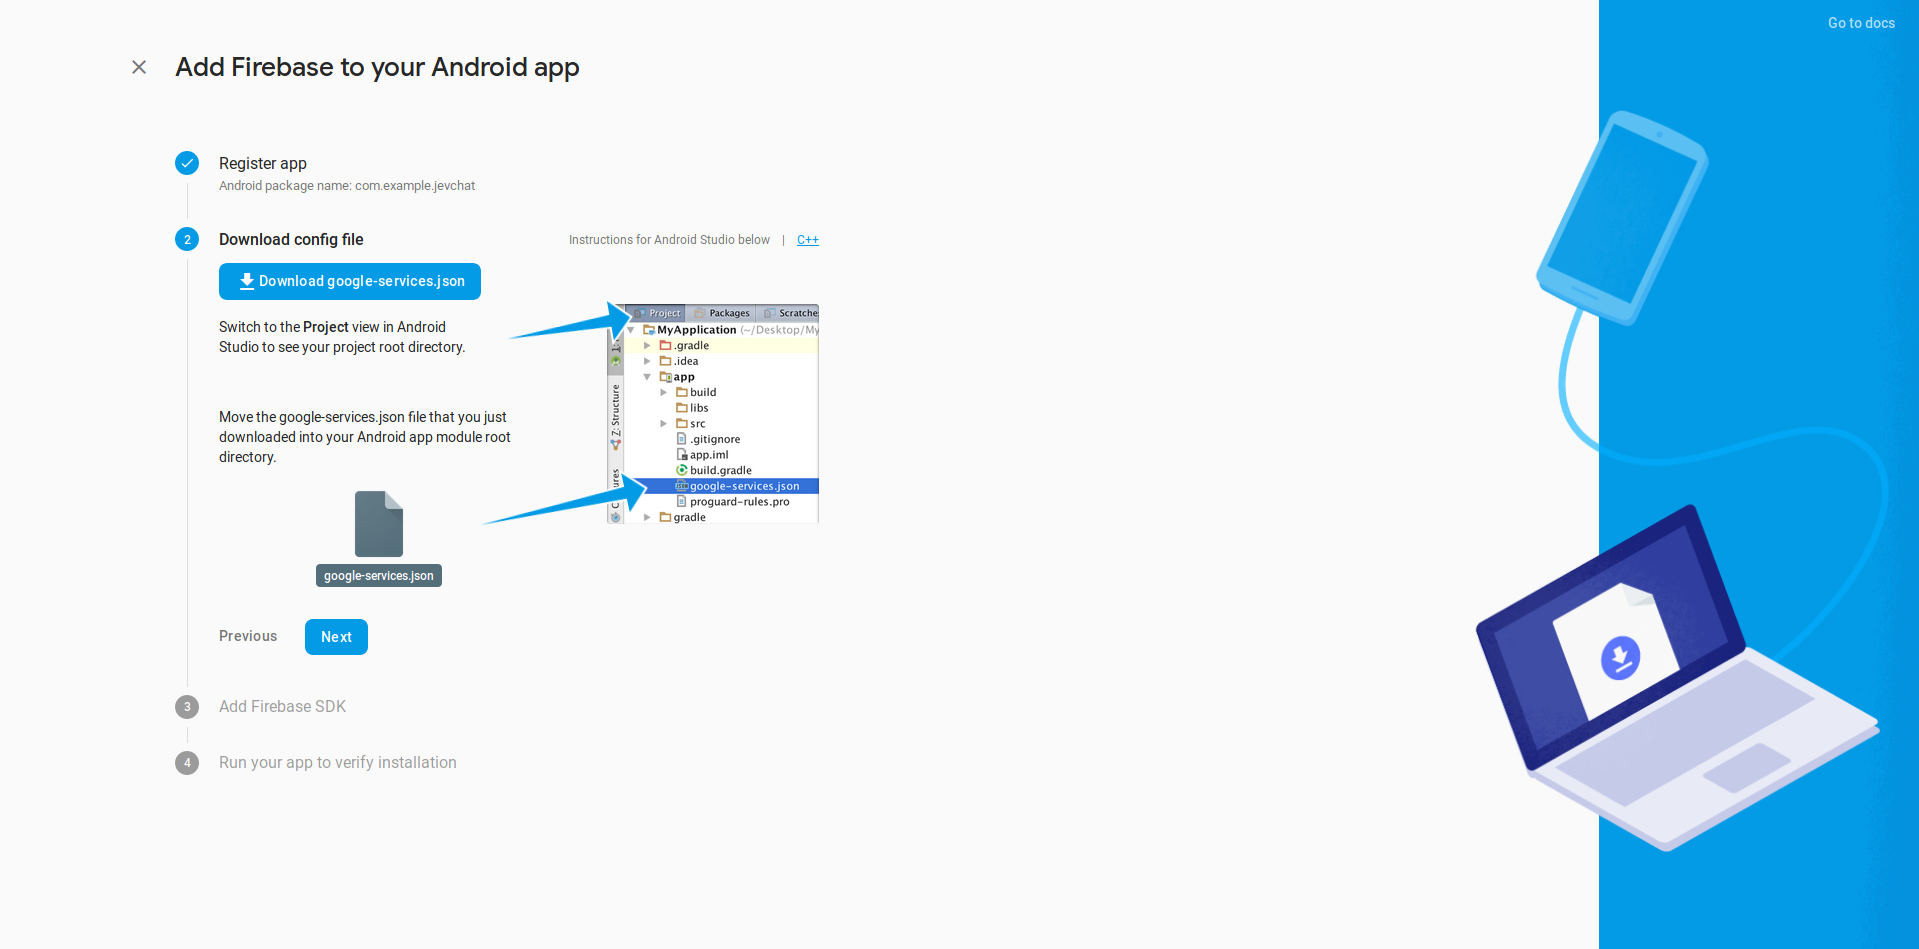 Go to docs
Add Firebase to your Android app
Register app
Android package name: com.example.jevchat
2
Download config file
Instructions for Android Studio below | C++
Download google-services.json
Switch to the Project view in Android
Studio to see your project root directory.
Move the google-services.json file that you just
downloaded into your Android app module root
directory.
google-services.json
Project
Packages
Scratche
MyApplication (~/Desktop/My
.gradle
.idea
app
build
libs
src
.gitignore
app.iml
build.gradle
google-services.json
proguard-rules.pro
gradle
Z: Structure
Previous
Next
3
Add Firebase SDK
4
Run your app to verify installation